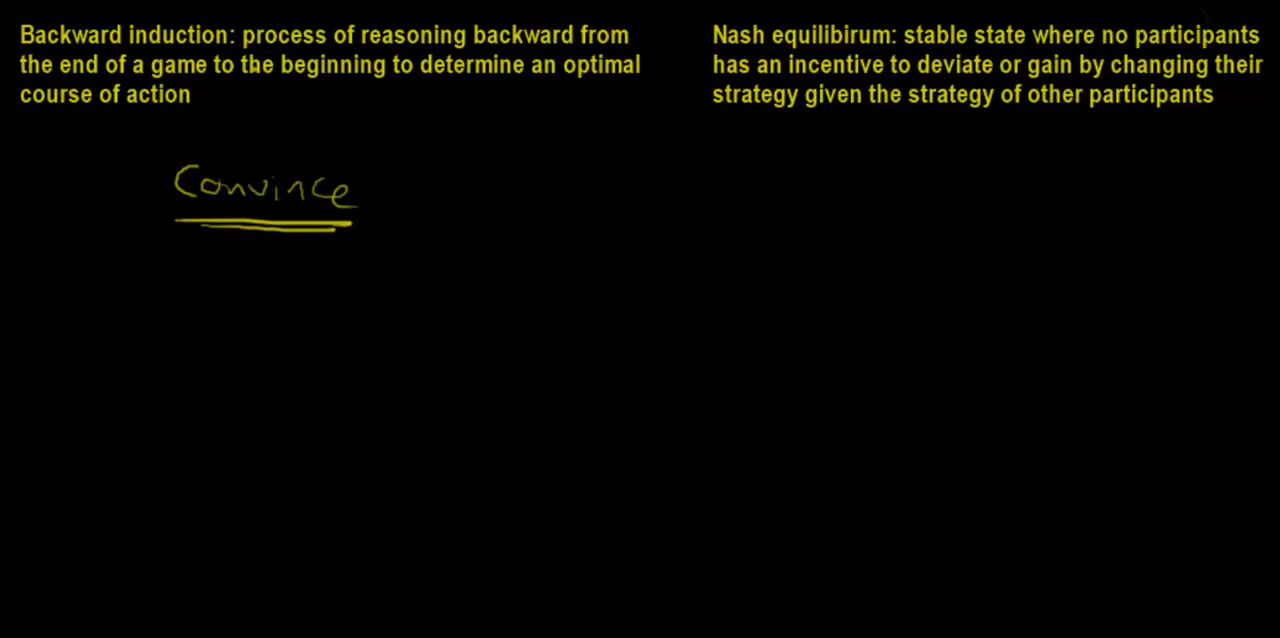 Backward induction: process of reasoning backward from
the end of a game to the beginning to determine an optimal
course of action
Nash equilibirum: stable state where no participants
has an incentive to deviate or gain by changing their
strategy given the strategy of other participants
Convince